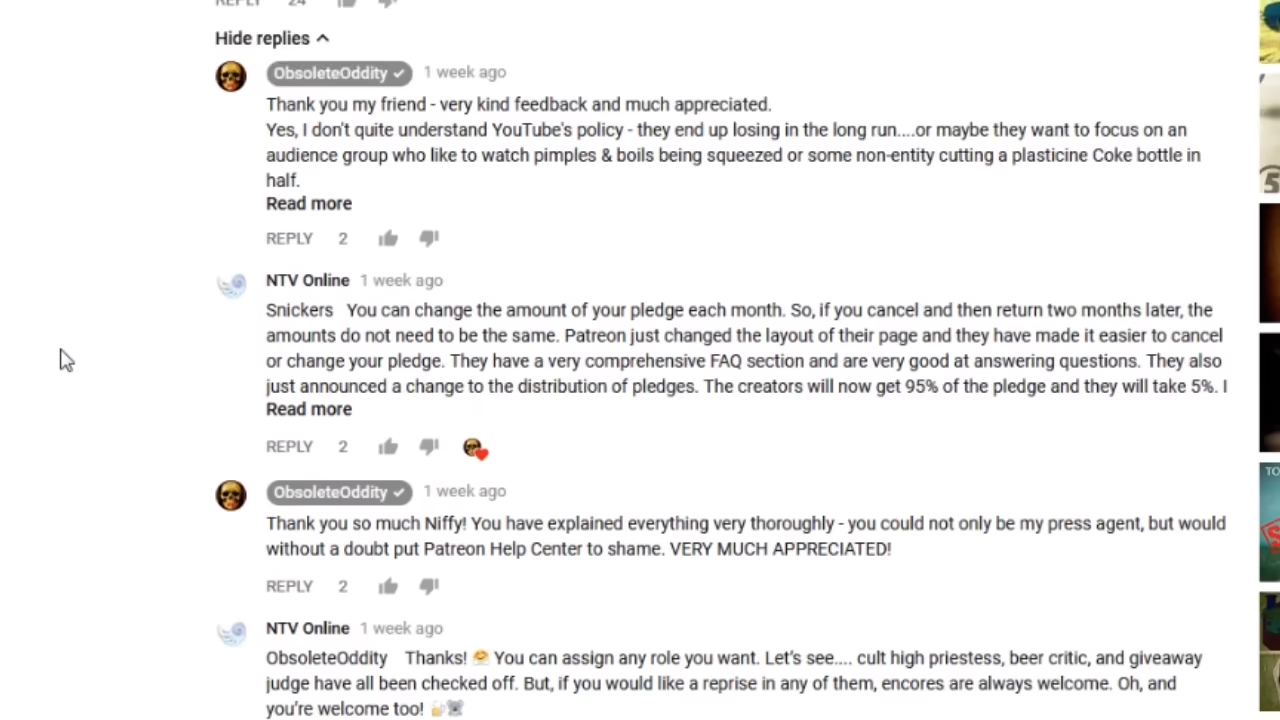 REPLY 24
Hide replies
ObsoleteOddity 1 week ago
Thank you my friend - very kind feedback and much appreciated.
Yes, I don't quite understand YouTube's policy - they end up losing in the long run....or maybe they want to focus on an
audience group who like to watch pimples & boils being squeezed or some non-entity cutting a plasticine Coke bottle in
half.
Read more
REPLY 2
NTV Online 1 week ago
Snickers You can change the amount of your pledge each month. So, if you cancel and then return two months later, the
amounts do not need to be the same. Patreon just changed the layout of their page and they have made it easier to cancel
or change your pledge. They have a very comprehensive FAQ section and are very good at answering questions. They also
just announced a change to the distribution of pledges. The creators will now get 95% of the pledge and they will take 5%. I
Read more
REPLY 2
ObsoleteOddity 1 week ago
Thank you so much Niffy! You have explained everything very thoroughly - you could not only be my press agent, but would
without a doubt put Patreon Help Center to shame. VERY MUCH APPRECIATED!
REPLY 2
NTV Online 1 week ago
ObsoleteOddity Thanks! You can assign any role you want. Let's see.... cult high priestess, beer critic, and giveaway
judge have all been checked off. But, if you would like a reprise in any of them, encores are always welcome. Oh, and
you're welcome too!
5
TO